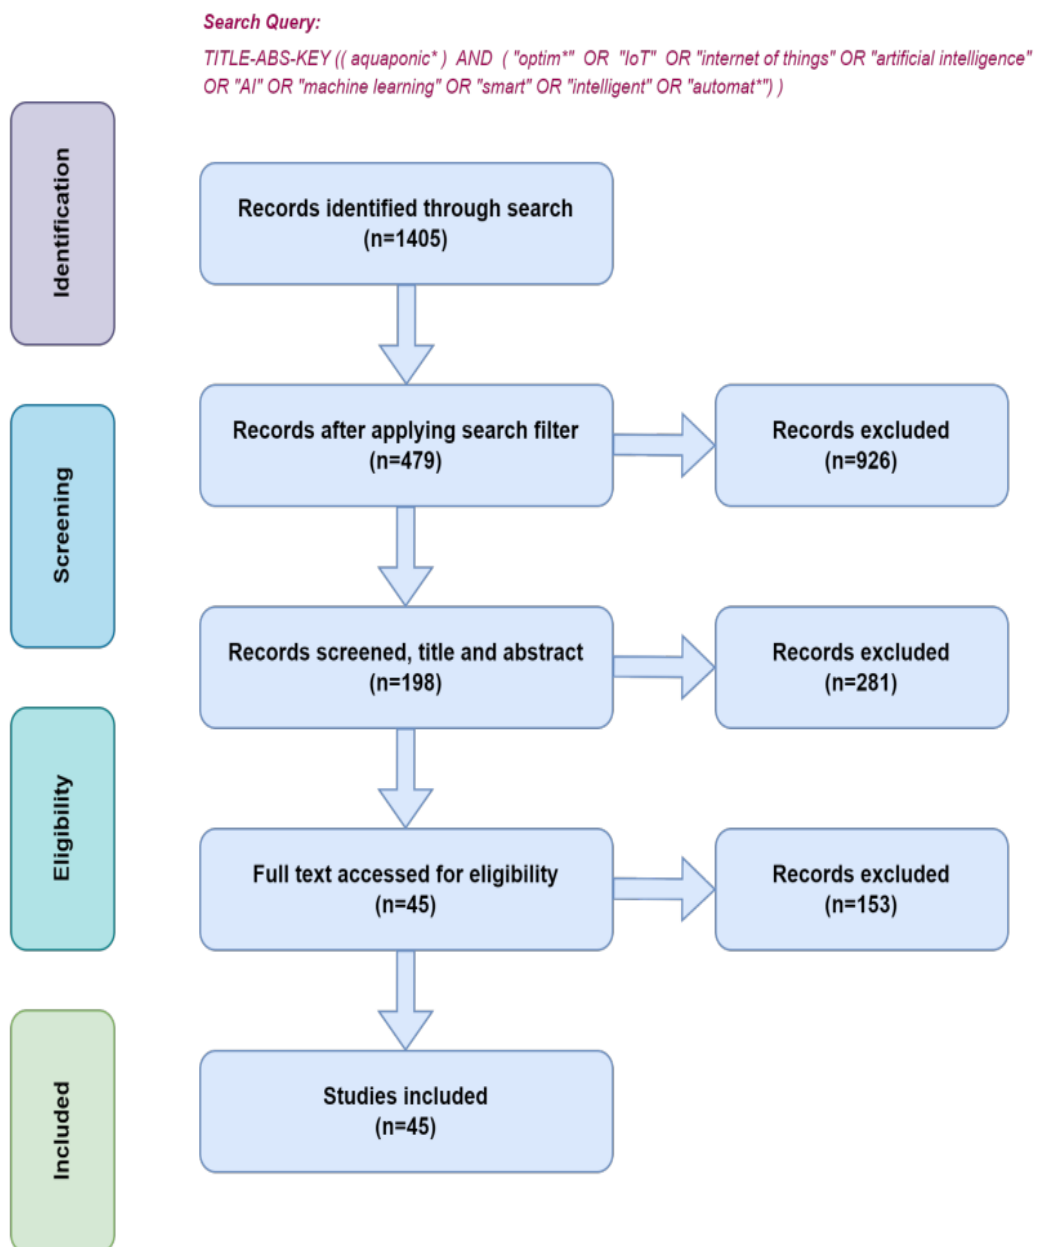 Search Query:
TITLE-ABS-KEY (( aquaponic* ) AND ( "optim*" OR "IoT" OR "internet of things" OR "artificial intelligence"
OR "AI" OR "machine learning" OR "smart" OR "intelligent" OR "automat*") )
Identification
Records identified through search
(n=1405)
Screening
Records after applying search filter
(n=479)
Records excluded
(n=926)
Records screened, title and abstract
(n=198)
Records excluded
(n=281)
Eligibility
Full text accessed for eligibility
(n=45)
Records excluded
(n=153)
Included
Studies included
(n=45)